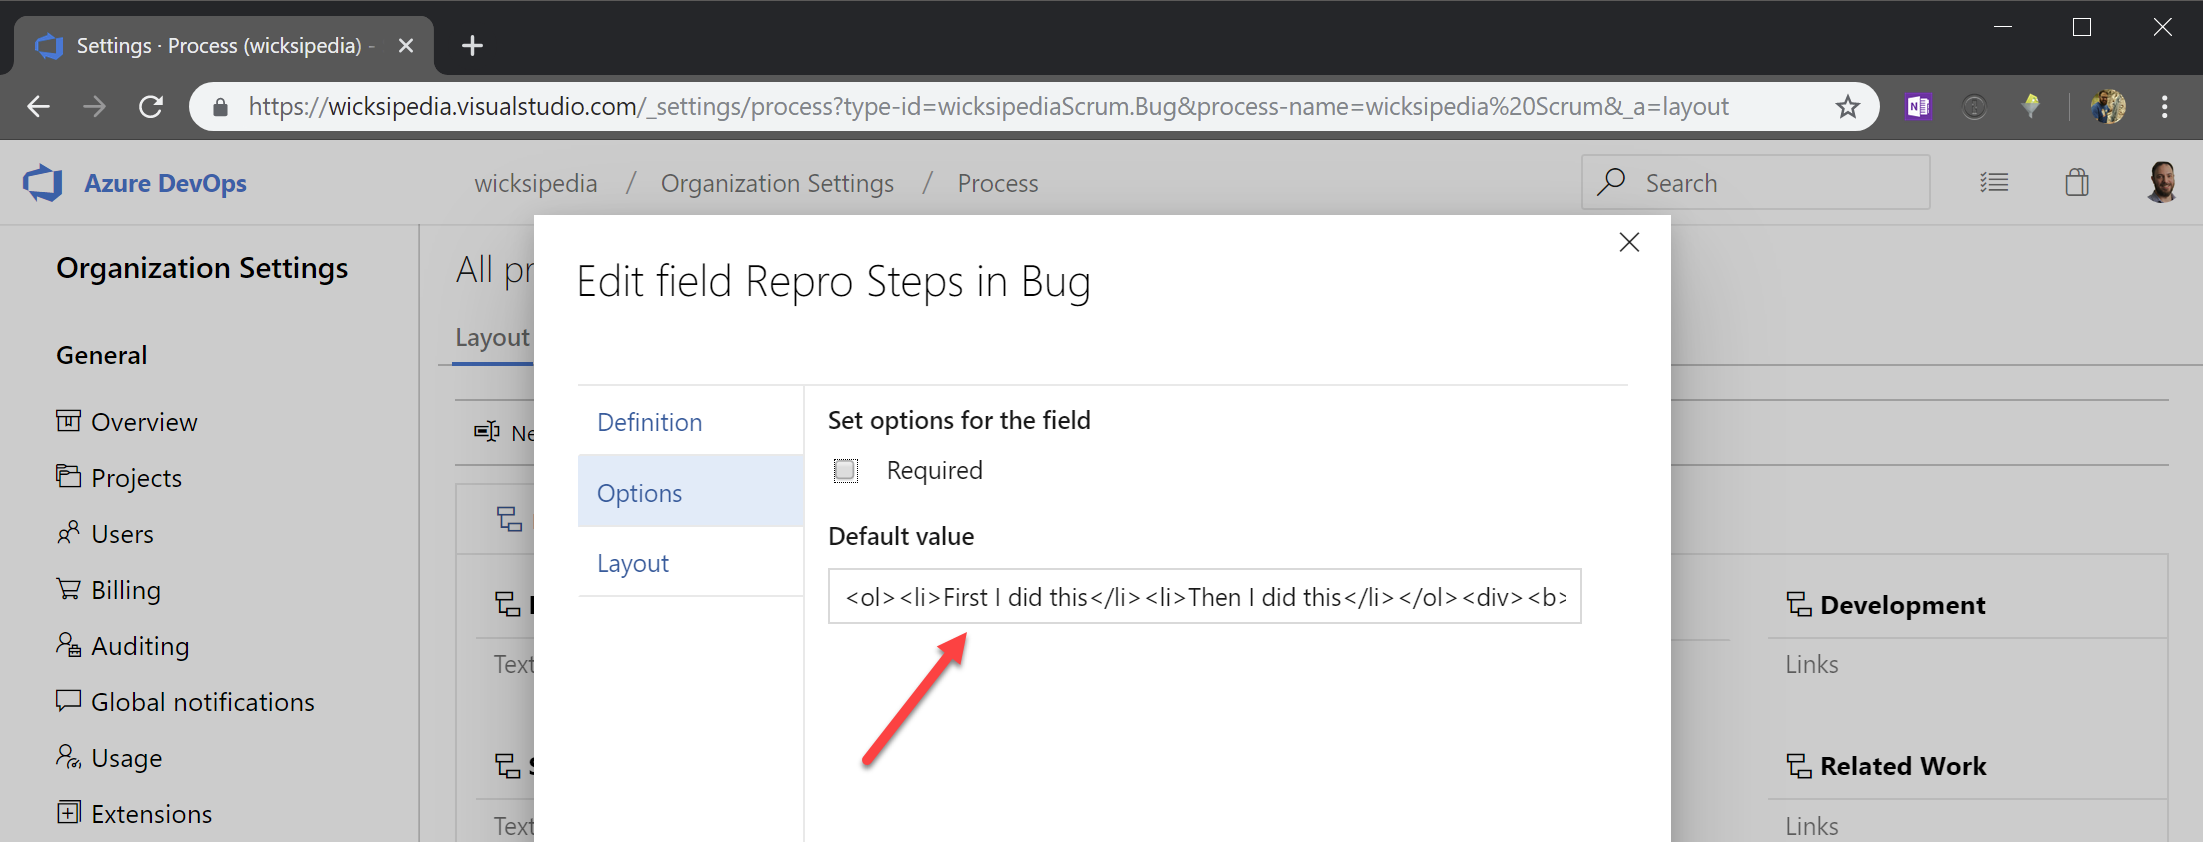 Settings · Process (wicksipedia) -
https://wicksipedia.visualstudio.com/_settings/process?type-id=wicksipediaScrum.Bug&process-name=wicksipedia%20Scrum&_a=layout
Azure DevOps
wicksipedia / Organization Settings / Process
Search
Organization Settings
General
Overview
Projects
Users
Billing
Auditing
Global notifications
Usage
Extensions
All pr
Layout
Ne
Text
Text
Edit field Repro Steps in Bug
Definition
Options
Layout
Set options for the field
Required
Default value
<ol><li>First I did this</li><li>Then I did this</li></ol><div><b>
Development
Links
Related Work
Links